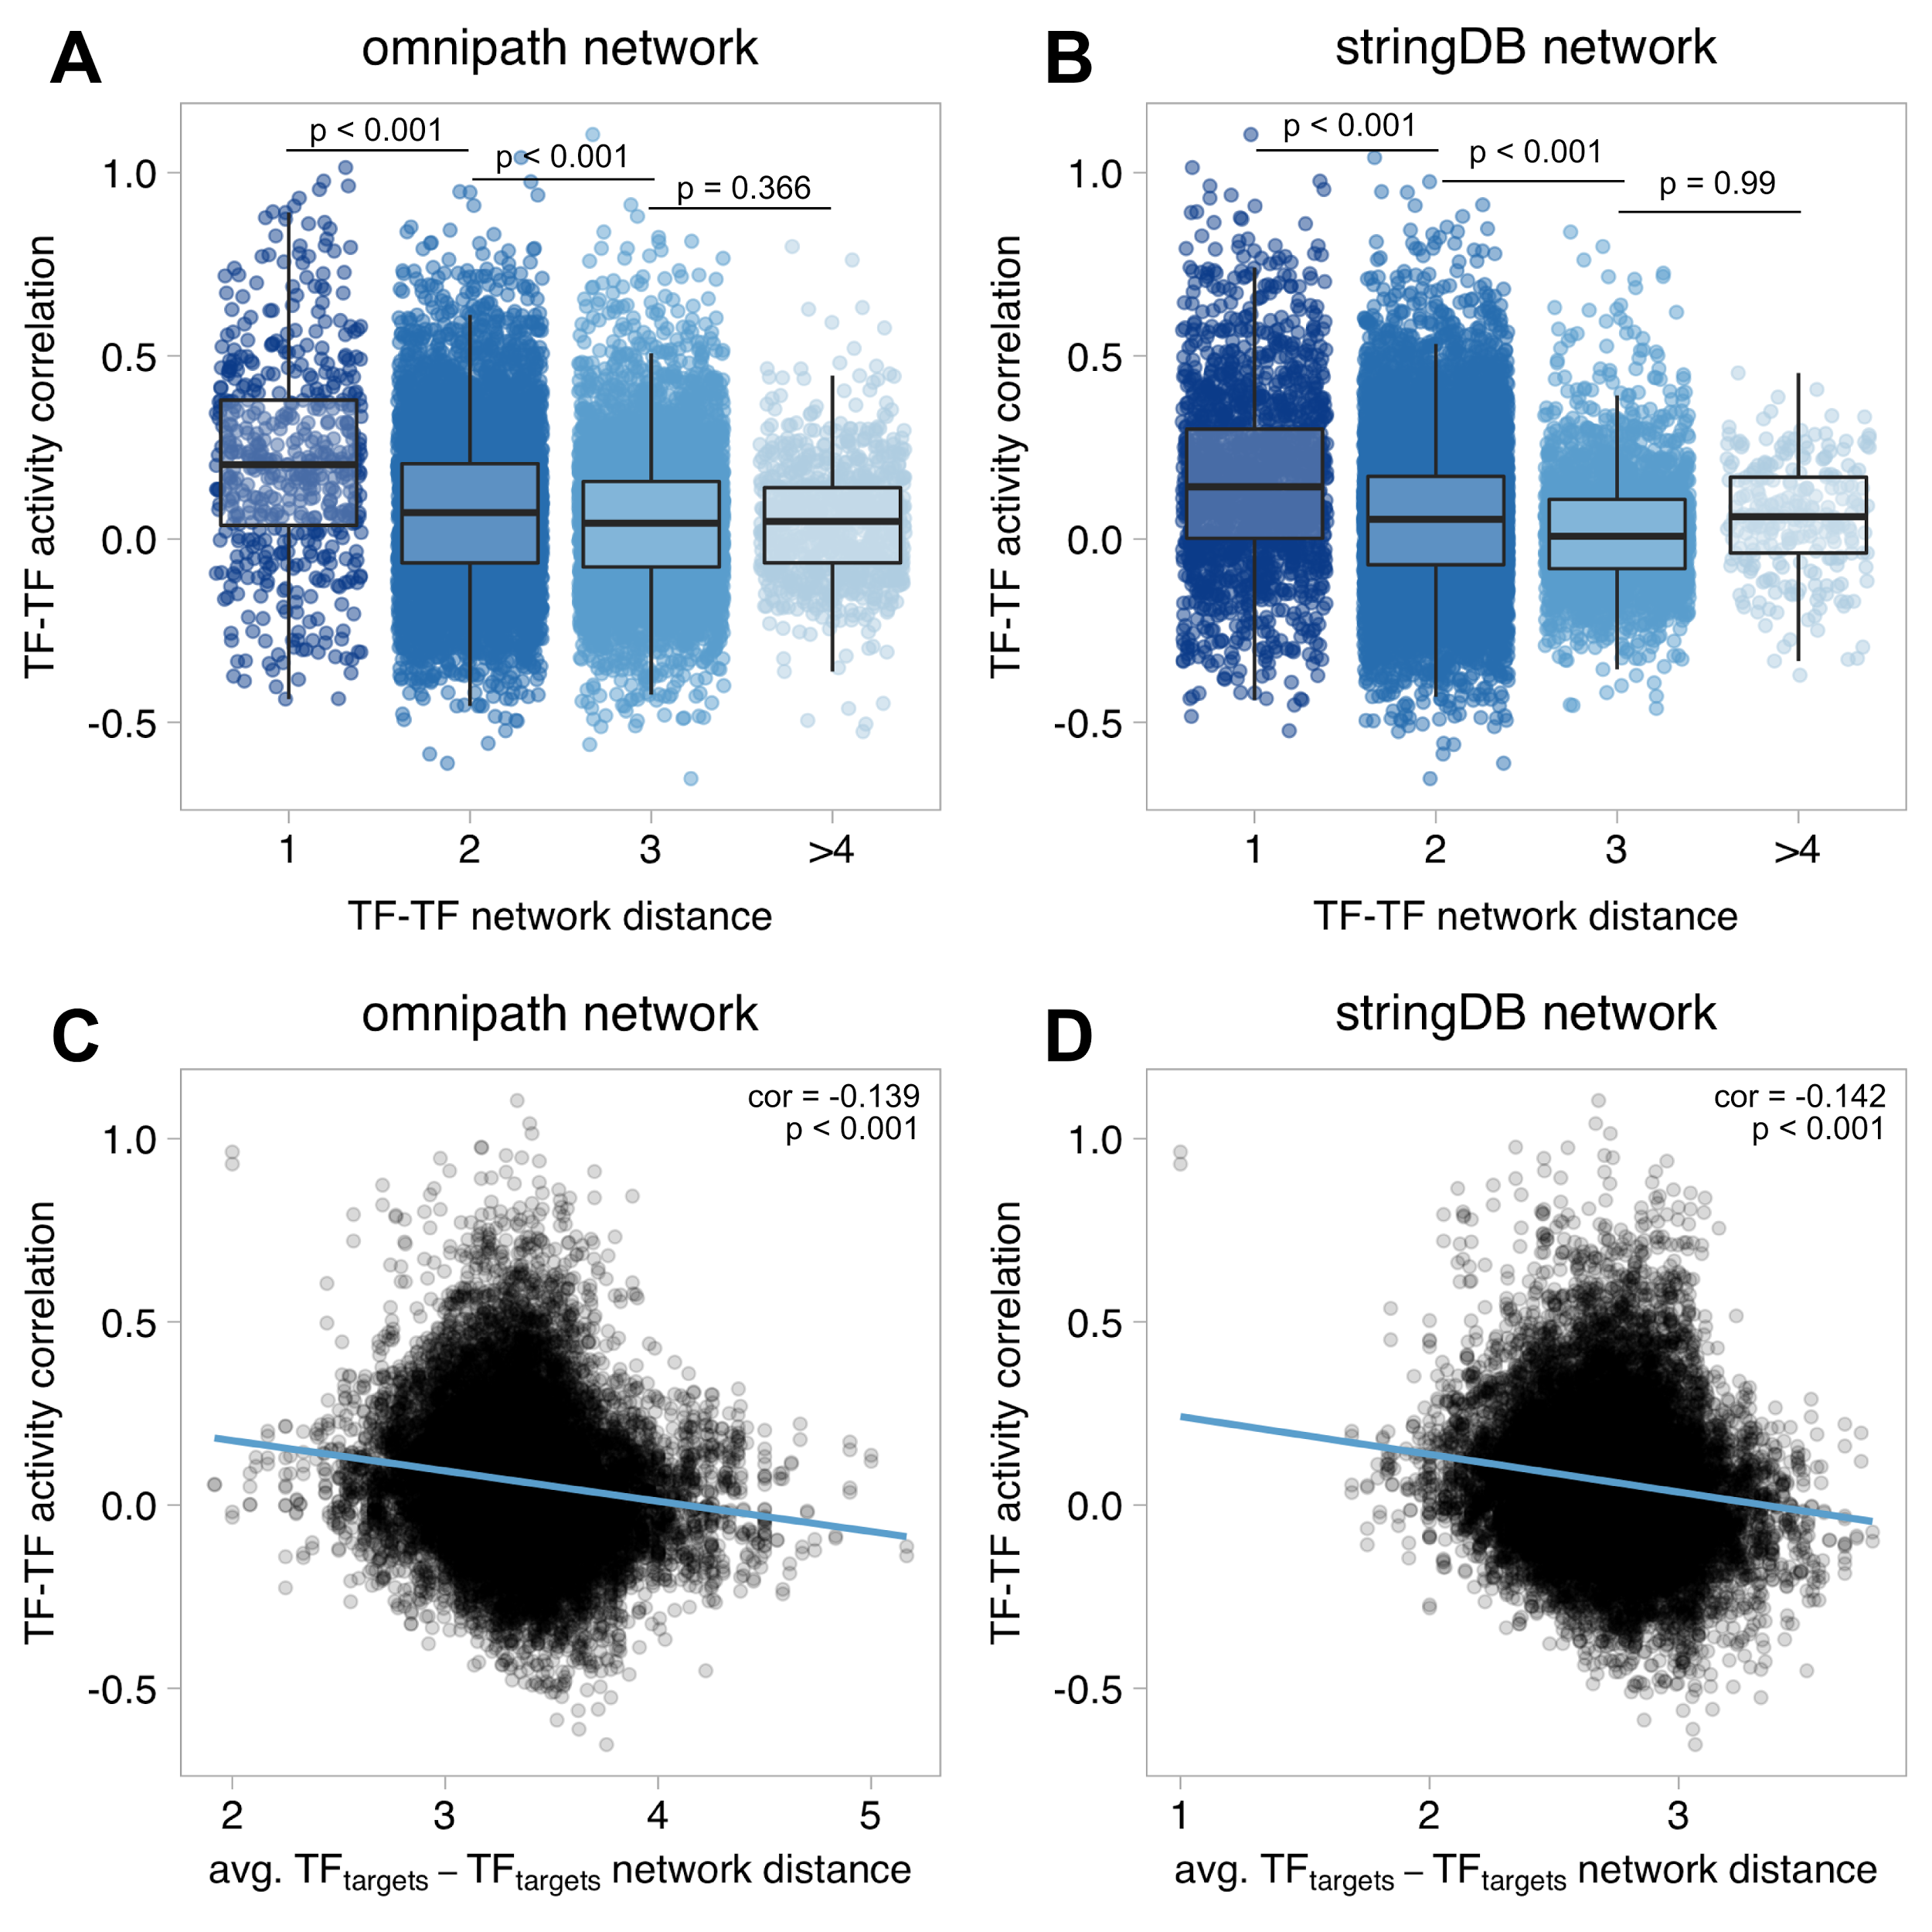 A
omnipath network
p < 0.001
p < 0.001
p = 0.366
1.0
0.5
0.0
-0.5
TF-TF activity correlation
1
2
3
>4
TF-TF network distance
B
stringDB network
p < 0.001
p < 0.001
p = 0.99
1.0
0.5
0.0
-0.5
TF-TF activity correlation
1
2
3
>4
TF-TF network distance
C
omnipath network
cor = -0.139
p < 0.001
1.0
0.5
0.0
-0.5
TF-TF activity correlation
2
3
4
5
avg. TFtargets – TFtargets network distance
D
stringDB network
cor = -0.142
p < 0.001
1.0
0.5
0.0
-0.5
TF-TF activity correlation
1
2
3
avg. TFtargets – TFtargets network distance